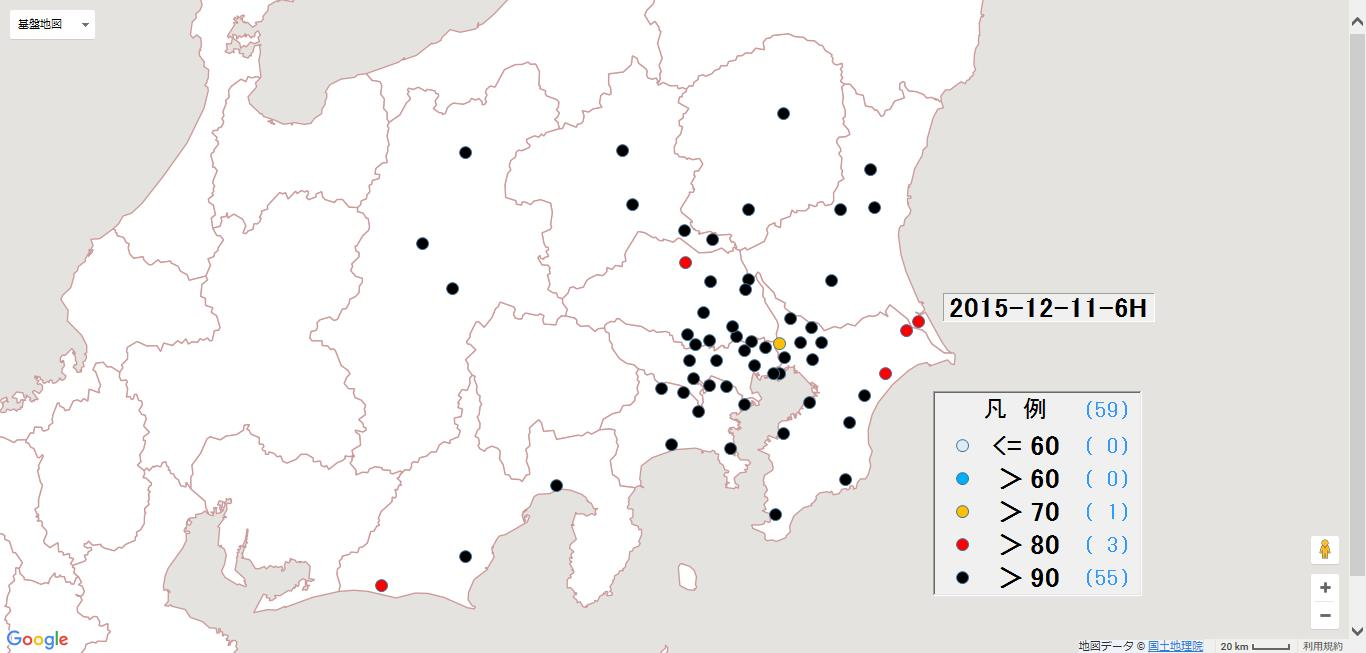 基盤地図
2015-12-11-6H
凡 例 (59)
<= 60 ( 0)
> 60 ( 0)
> 70 ( 1)
> 80 ( 3)
> 90 (55)
Google
地図データ © 国土地理院 20 km 利用規約